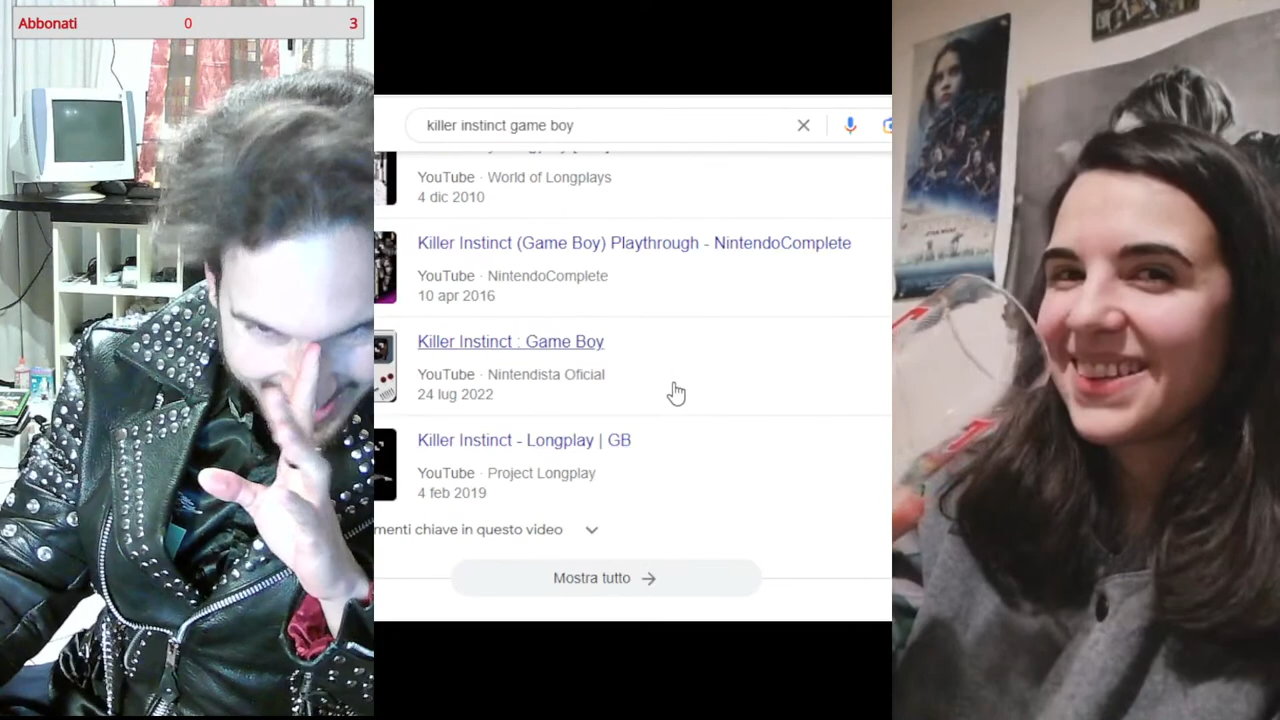 Abbonati 0 3
killer instinct game boy
YouTube · World of Longplays
4 dic 2010
Killer Instinct (Game Boy) Playthrough - NintendoComplete
YouTube · NintendoComplete
10 apr 2016
Killer Instinct : Game Boy
YouTube · Nintendista Oficial
24 lug 2022
Killer Instinct - Longplay | GB
YouTube · Project Longplay
4 feb 2019
menti chiave in questo video
Mostra tutto
STAR WARS